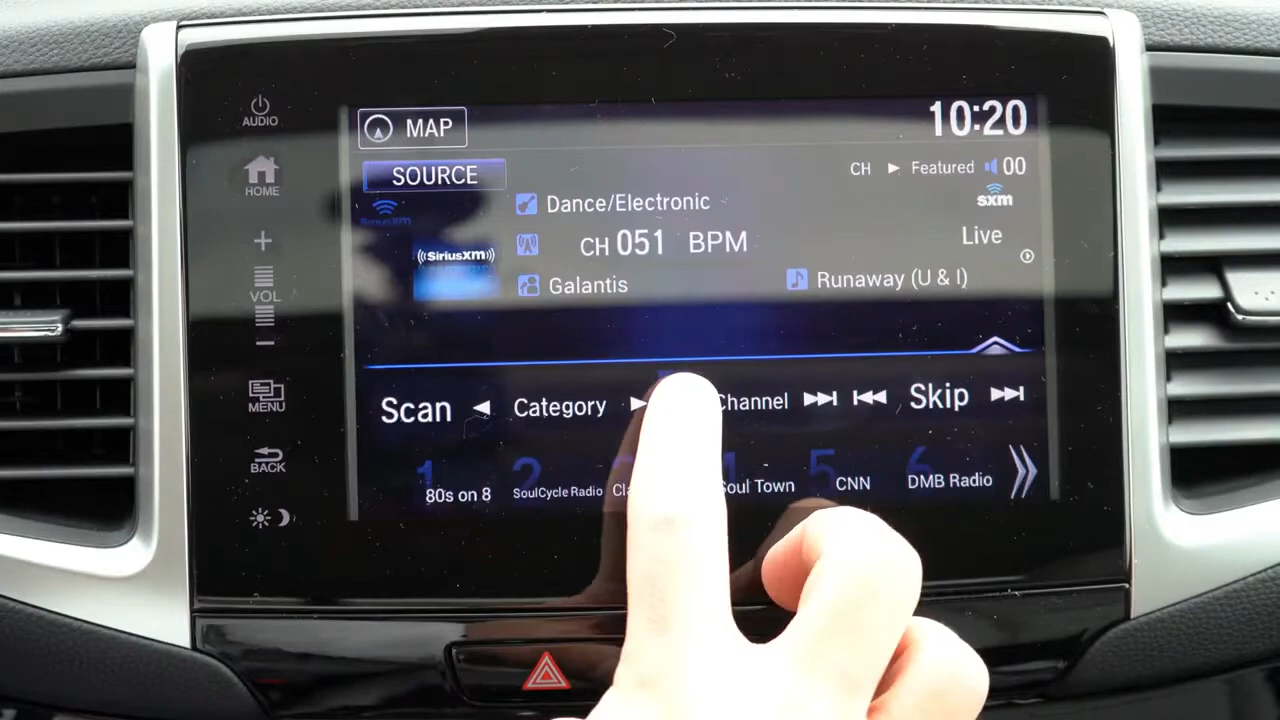 AUDIO
HOME
VOL
MENU
BACK
MAP
10:20
SOURCE
CH ▶ Featured 00
SiriusXM
Dance/Electronic
sxm
((SiriusXM))
CH 051 BPM
Live
Galantis
Runaway (U & I)
Scan ◀ Category ▶ Channel Skip
1 2 4 5 6
80s on 8 SoulCycle Radio Soul Town CNN DMB Radio